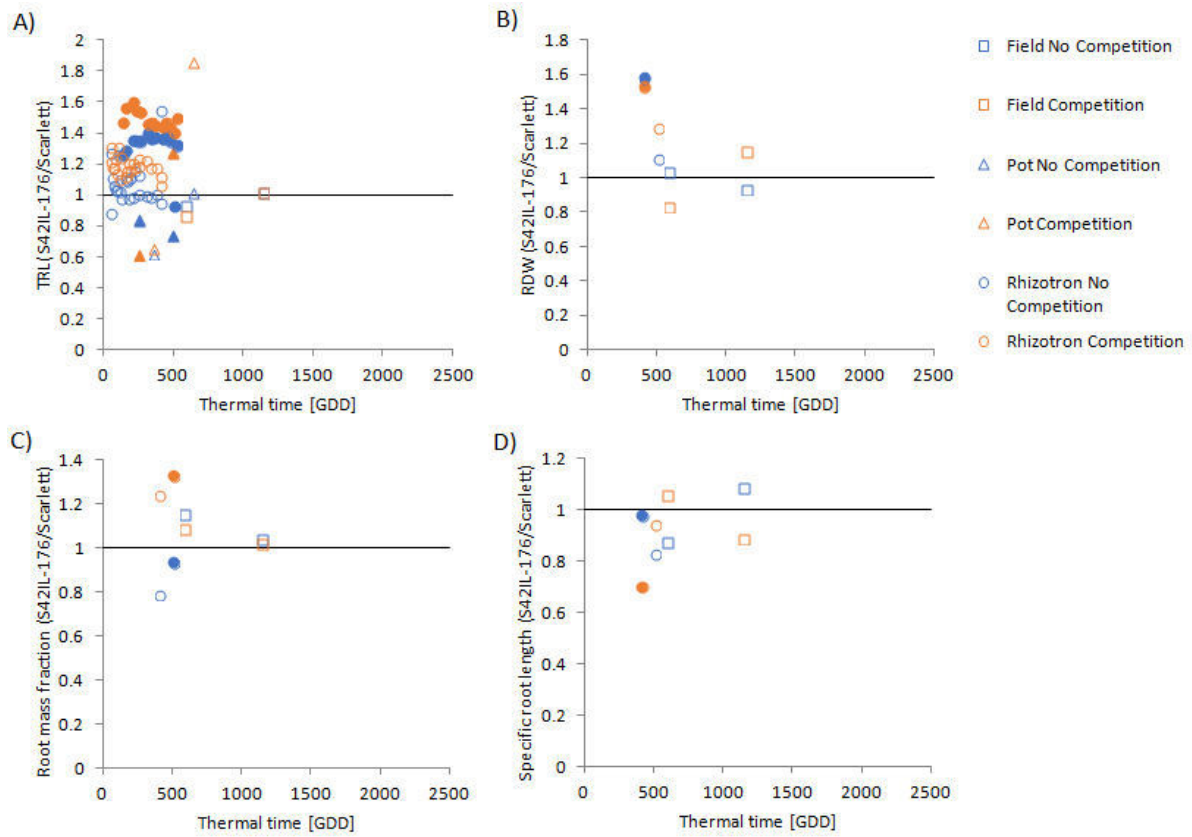 A)
TRL( S42IL-176/Scarlett)
2
1.8
1.6
1.4
1.2
1
0.8
0.6
0.4
0.2
0
0 500 1000 1500 2000 2500
Thermal time [GDD]
B)
RDW (S42IL-176/Scarlett)
1.8
1.6
1.4
1.2
1
0.8
0.6
0.4
0.2
0
0 500 1000 1500 2000 2500
Thermal time [GDD]
Field No Competition
Field Competition
Pot No Competition
Pot Competition
Rhizotron No
Competition
Rhizotron Competition
C)
Root mass fraction (S42IL-176/Scarlett)
1.4
1.2
1
0.8
0.6
0.4
0.2
0
0 500 1000 1500 2000 2500
Thermal time [GDD]
D)
Specific root length (S42IL-176/Scarlett)
1.2
1
0.8
0.6
0.4
0.2
0
0 500 1000 1500 2000 2500
Thermal time [GDD]